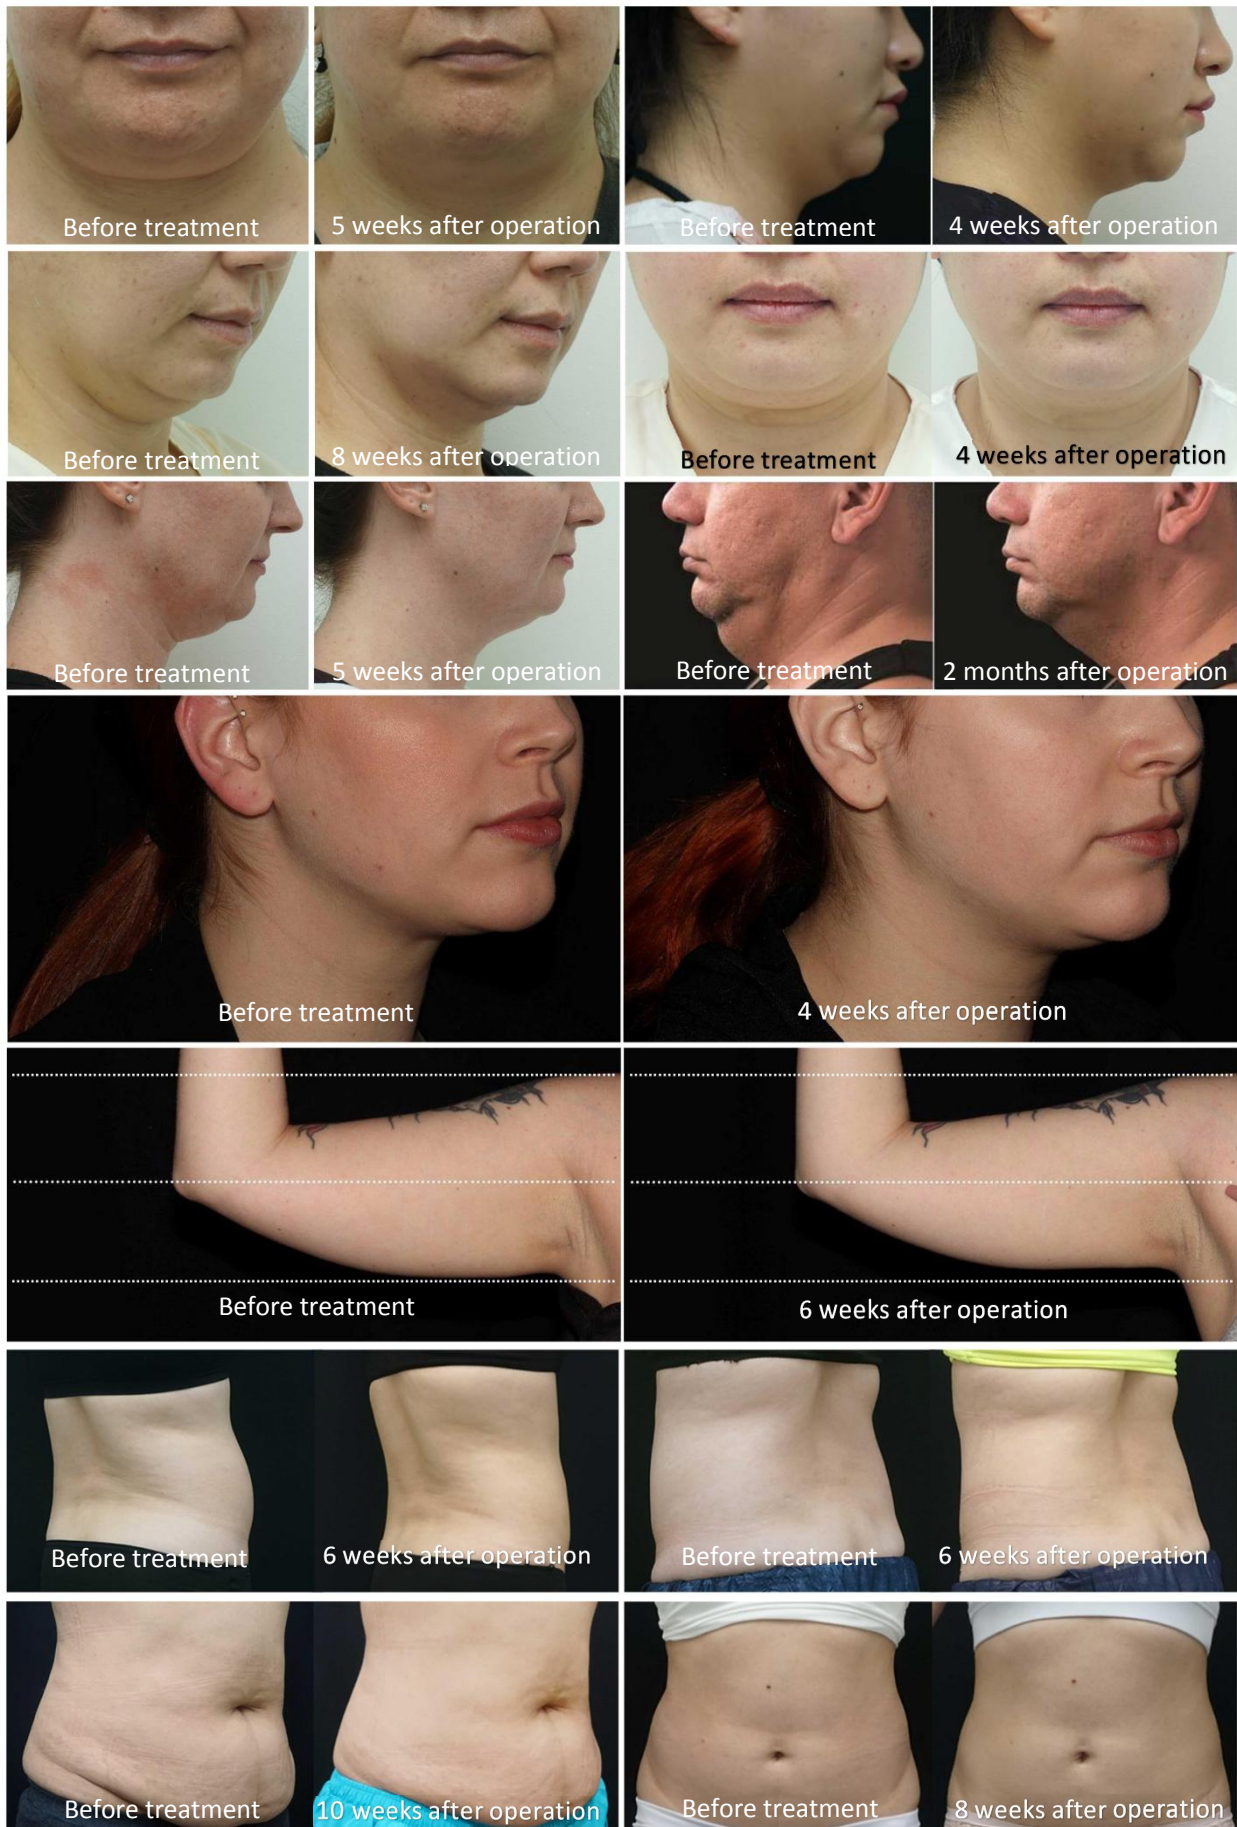 Before treatment
5 weeks after operation
Before treatment
4 weeks after operation
Before treatment
8 weeks after operation
Before treatment
4 weeks after operation
Before treatment
5 weeks after operation
Before treatment
2 months after operation
Before treatment
4 weeks after operation
Before treatment
6 weeks after operation
Before treatment
6 weeks after operation
Before treatment
6 weeks after operation
Before treatment
10 weeks after operation
Before treatment
8 weeks after operation